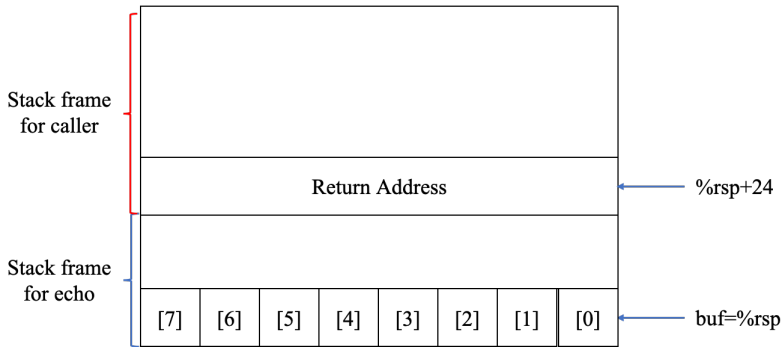 Stack frame
for caller
Return Address
%rsp+24
Stack frame
for echo
[7] [6] [5] [4] [3] [2] [1] [0]
buf=%rsp